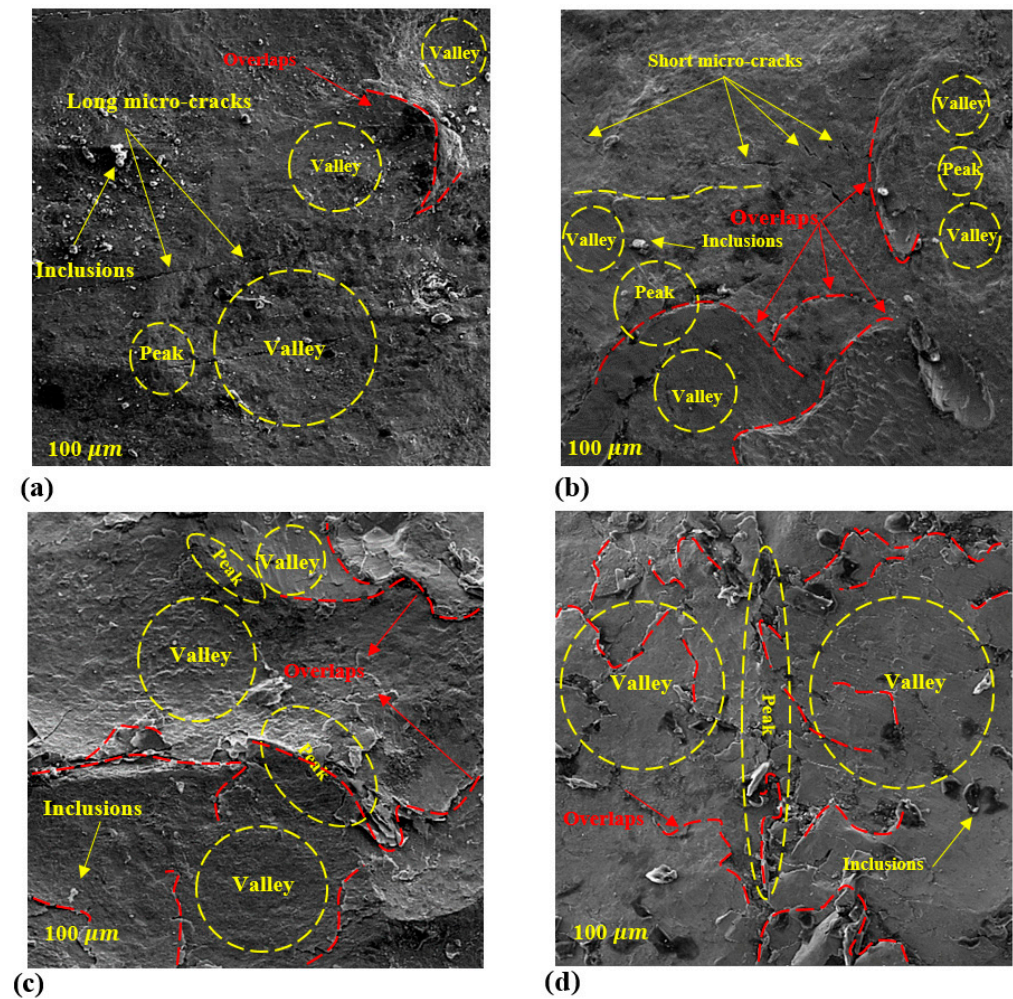 Valley
Overlaps
Long micro-cracks
Valley
Inclusions
Peak
Valley
100 μm
(a)
Short micro-cracks
Valley
Peak
Overlaps
Valley
Inclusions
Valley
Peak
Valley
100 μm
(b)
Peak
Valley
Valley
Overlaps
Peak
Inclusions
Valley
100 μm
(c)
Valley
Valley
Peak
Overlaps
Inclusions
100 μm
(d)